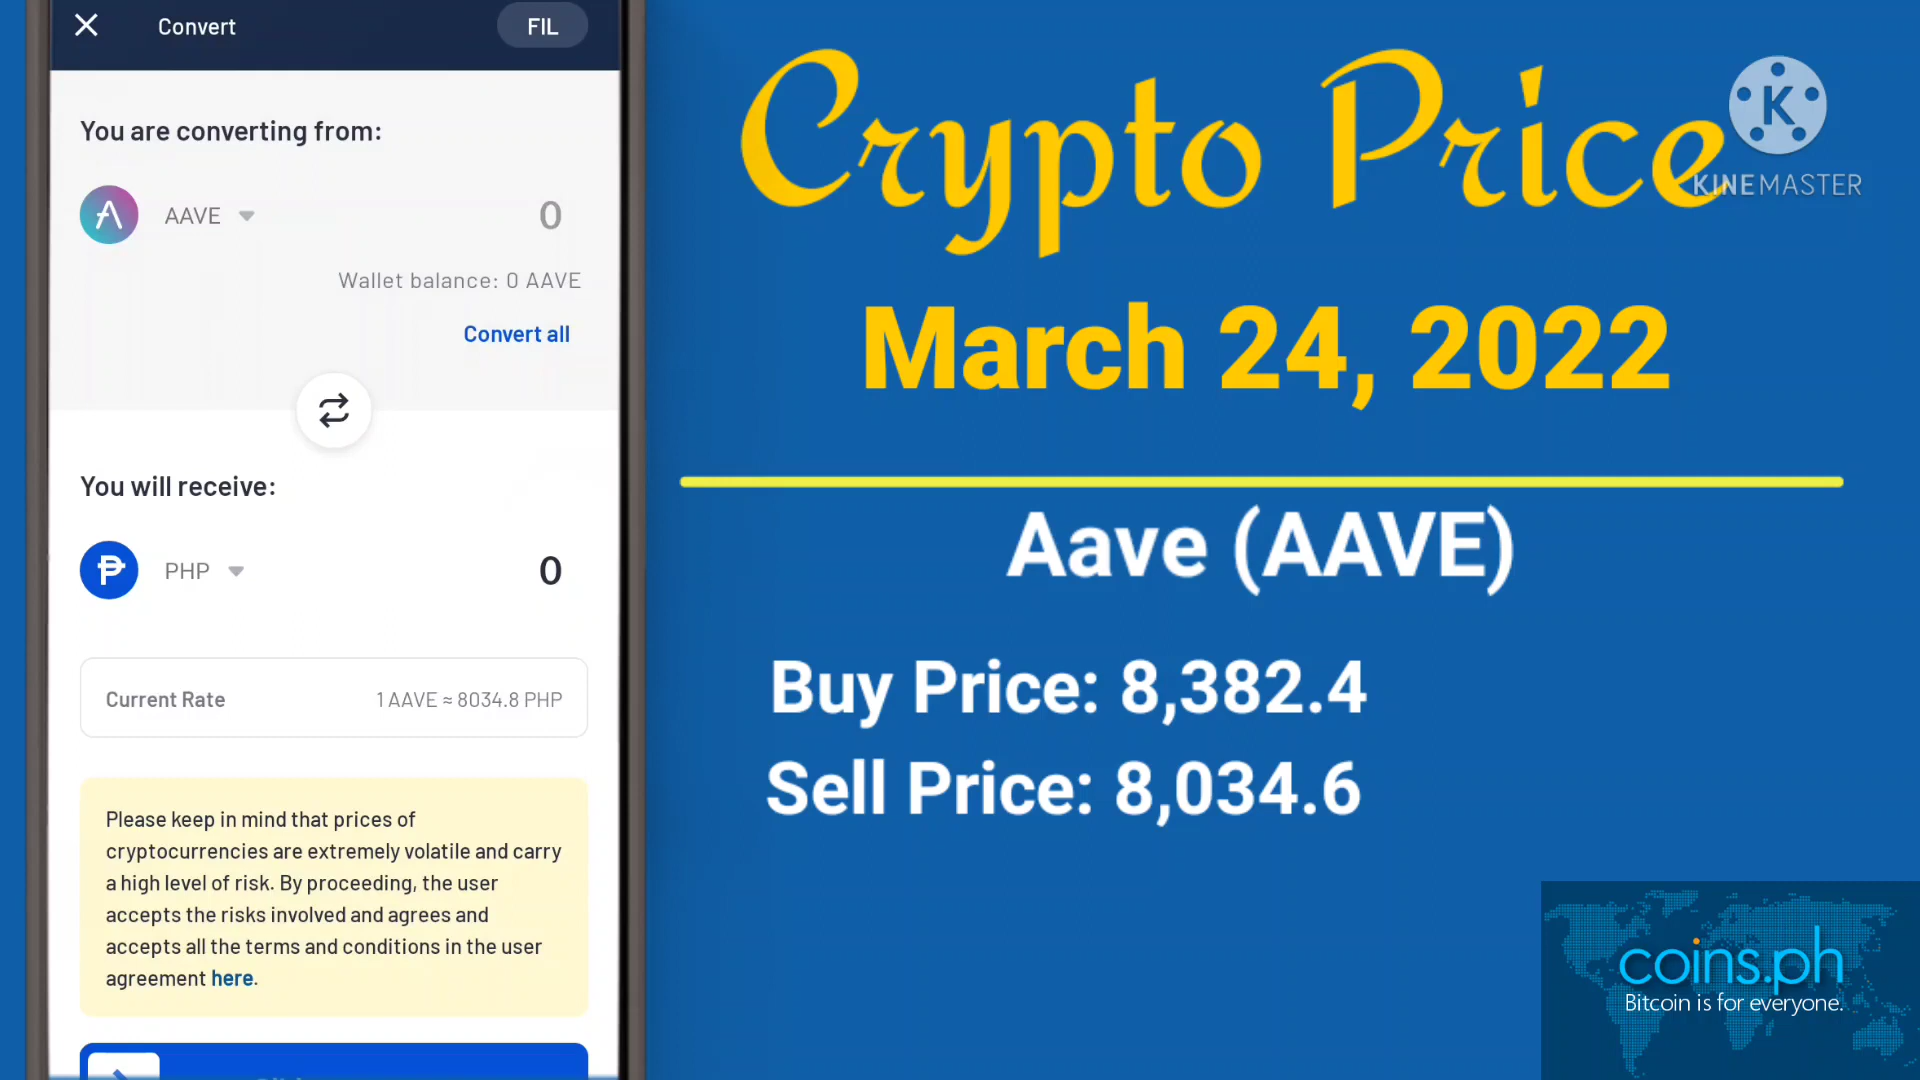 Convert
FIL
You are converting from:
AAVE
0
Wallet balance: 0 AAVE
Convert all
You will receive:
PHP
0
Current Rate
1 AAVE ≈ 8034.8 PHP
Please keep in mind that prices of
cryptocurrencies are extremely volatile and carry
a high level of risk. By proceeding, the user
accepts the risks involved and agrees and
accepts all the terms and conditions in the user
agreement here.
Crypto Price
K
KINEMASTER
March 24, 2022
Aave (AAVE)
Buy Price: 8,382.4
Sell Price: 8,034.6
coins.ph
Bitcoin is for everyone.